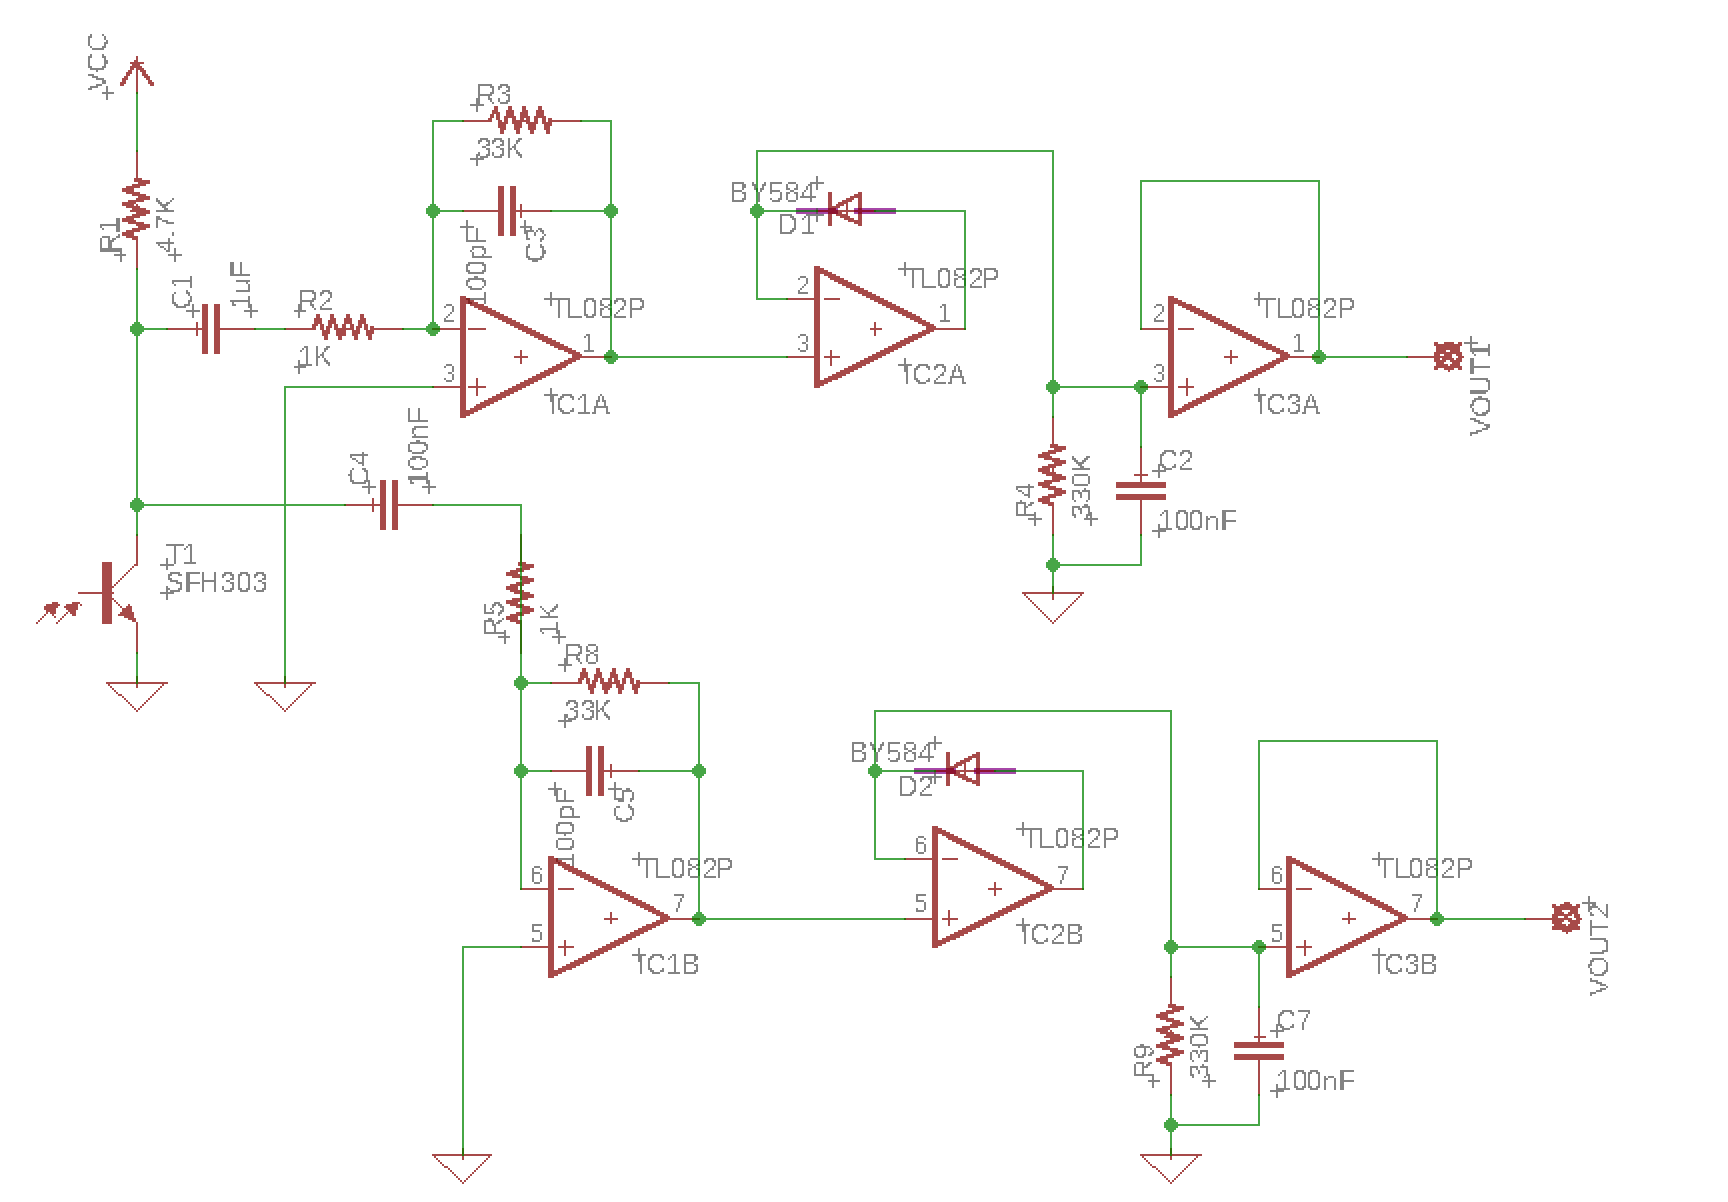 VCC
R1
4.7K
C1
1uF
R2
1K
R3
33K
100pF
C3
2
3
1
TL082P
IC1A
BY584
D1
2
3
1
TL082P
IC2A
2
3
1
TL082P
IC3A
VOUT1
R4
330K
C2
100nF
C4
100nF
T1
SFH303
R5
1K
R8
33K
100pF
C5
6
5
7
TL082P
IC1B
BY584
D2
6
5
7
TL082P
IC2B
6
5
7
TL082P
IC3B
VOUT2
R9
330K
C7
100nF